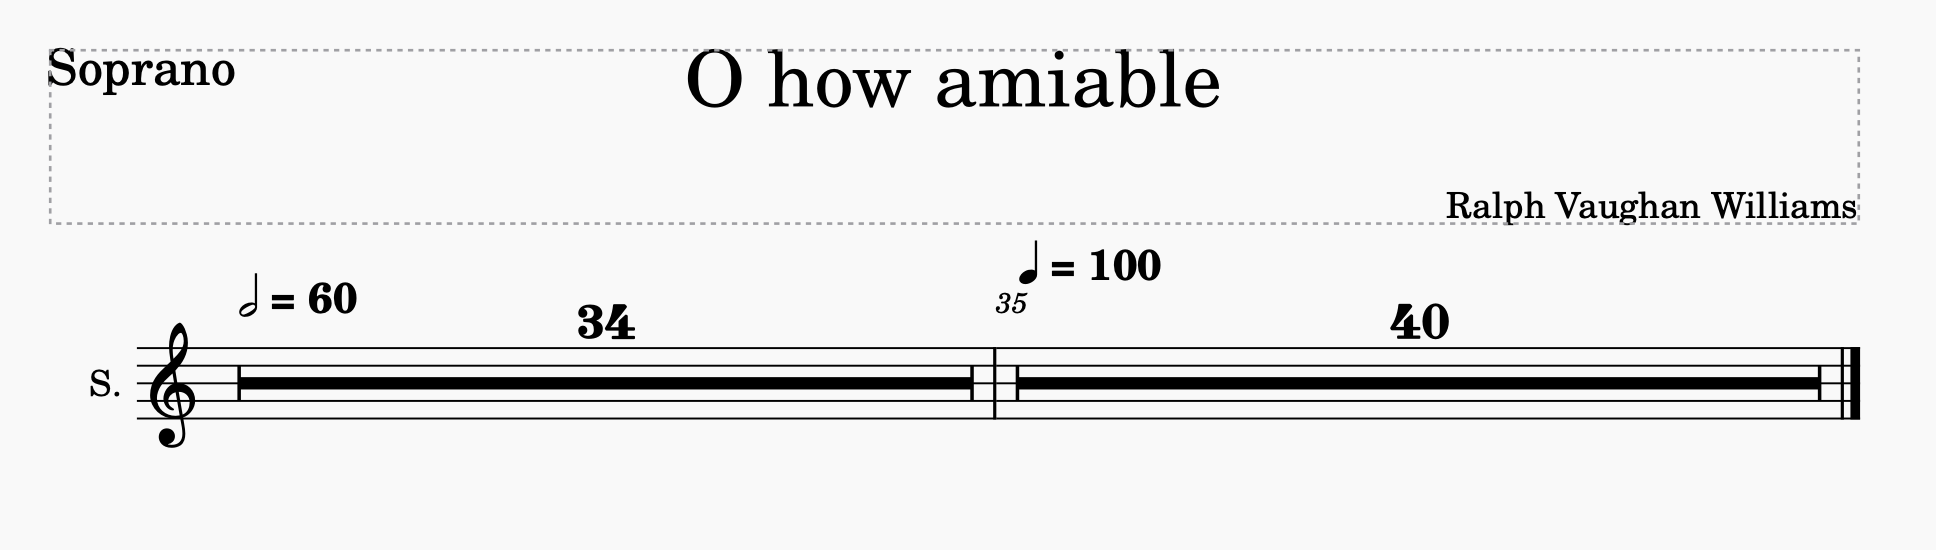 Soprano
O how amiable
Ralph Vaughan Williams
= 60
34
35
= 100
40
S.